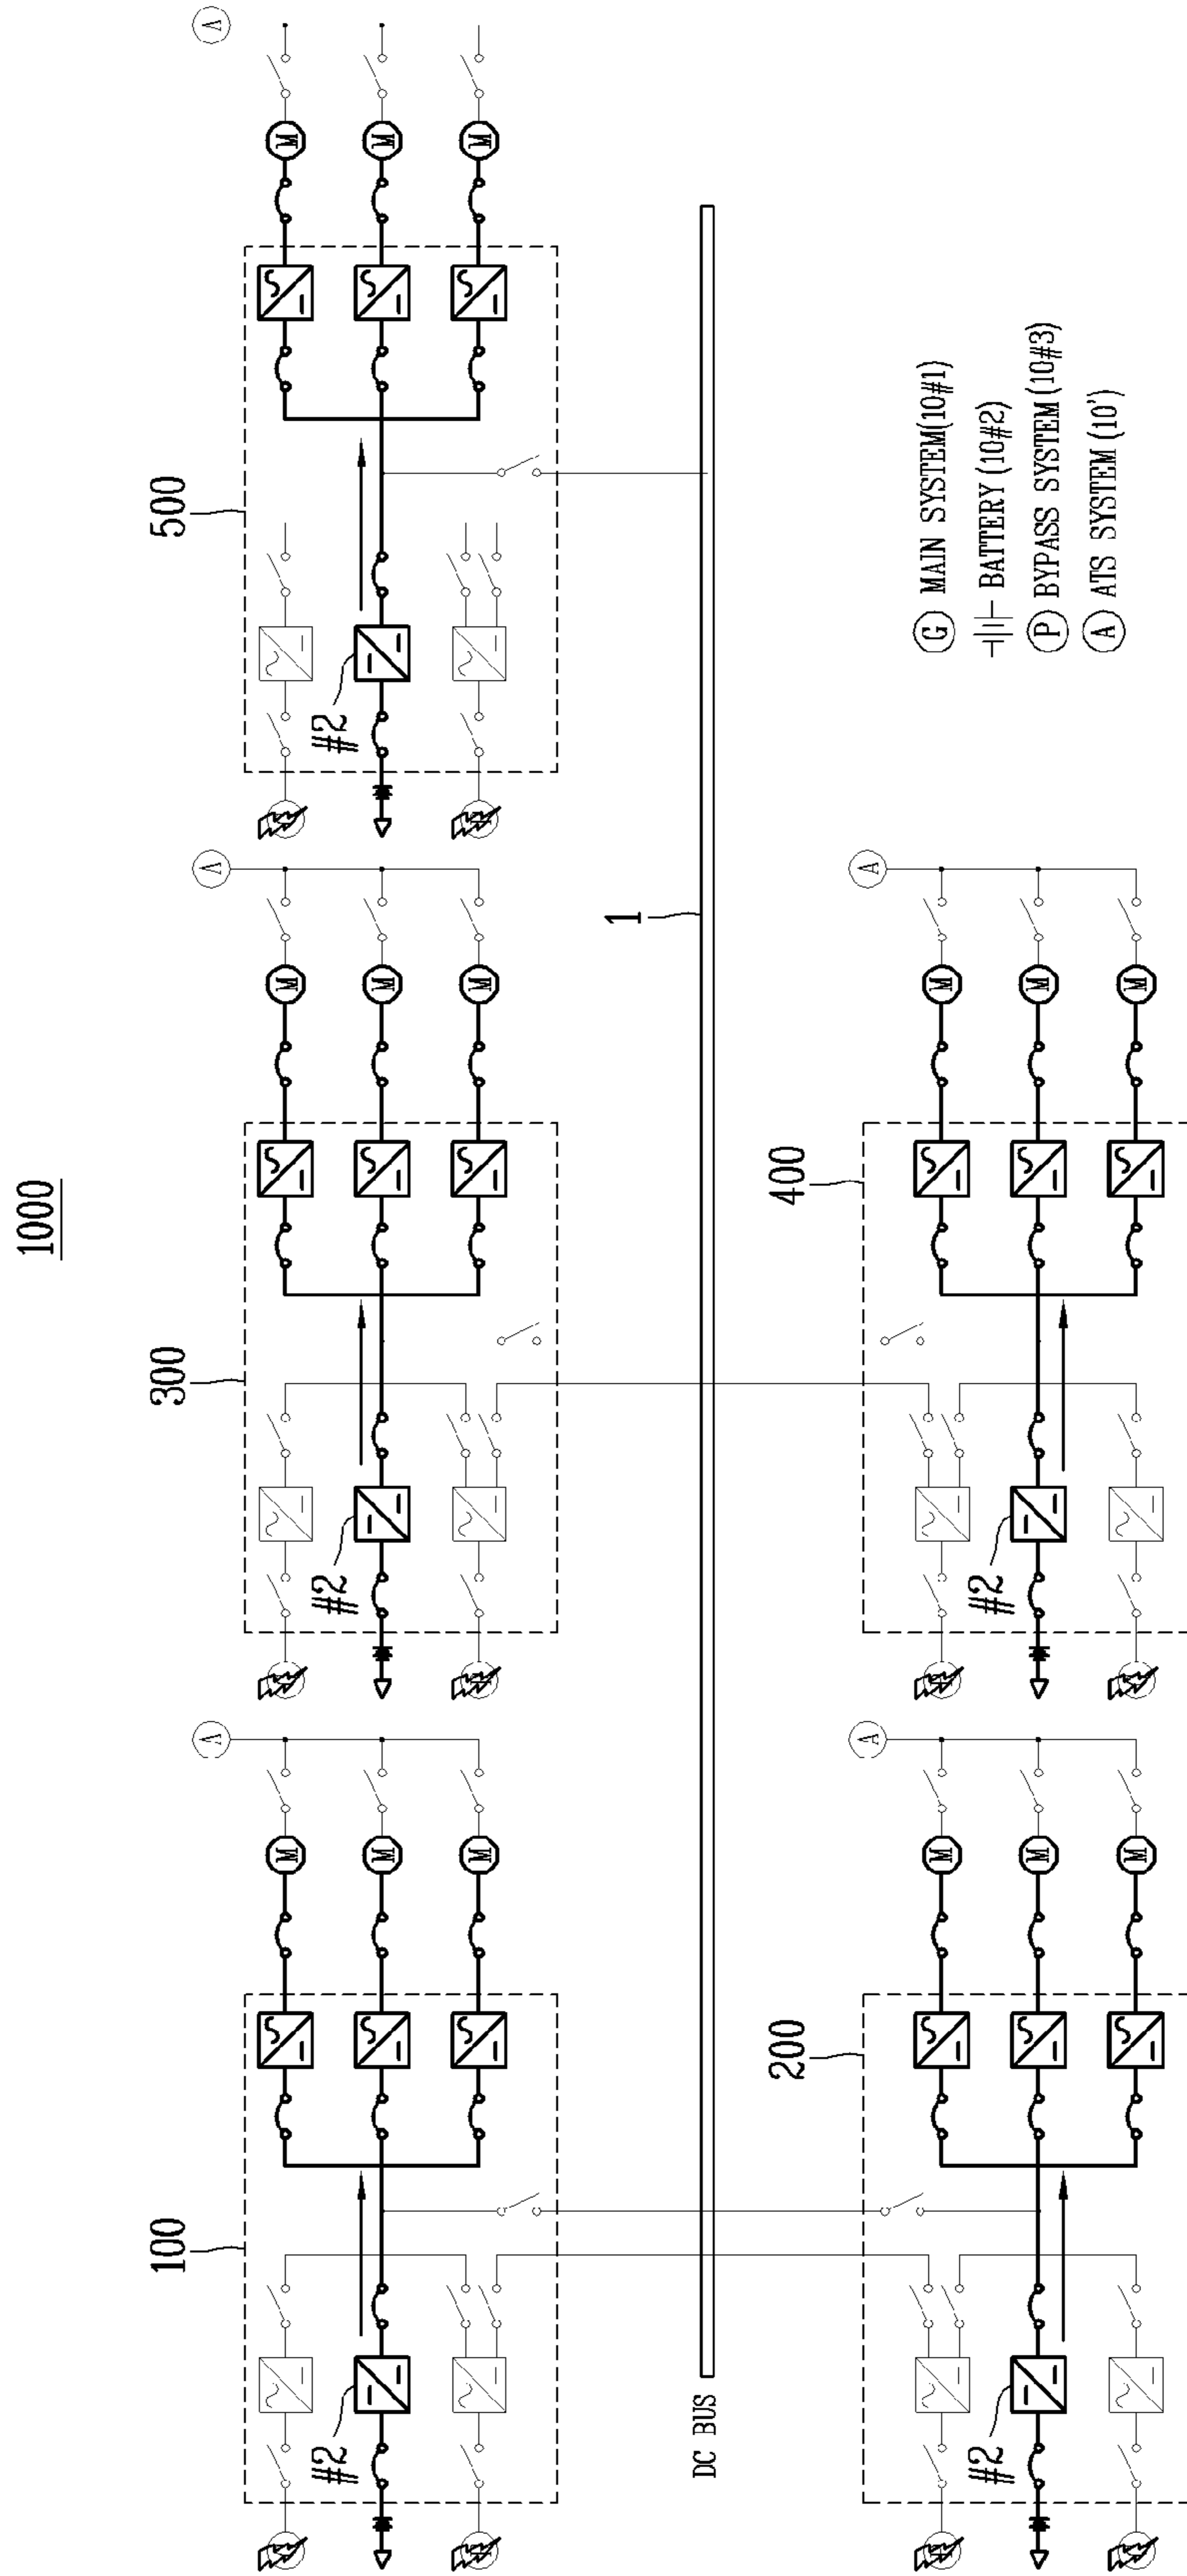 1000
100
300
500
A
A
A
M
M
M
#2
#2
#2
M
M
M
M
M
M
1
DC BUS
200
400
A
A
M
M
#2
#2
M
M
M
M
G MAIN SYSTEM(10#1)
BATTERY (10#2)
P BYPASS SYSTEM (10#3)
A ATS SYSTEM (10')